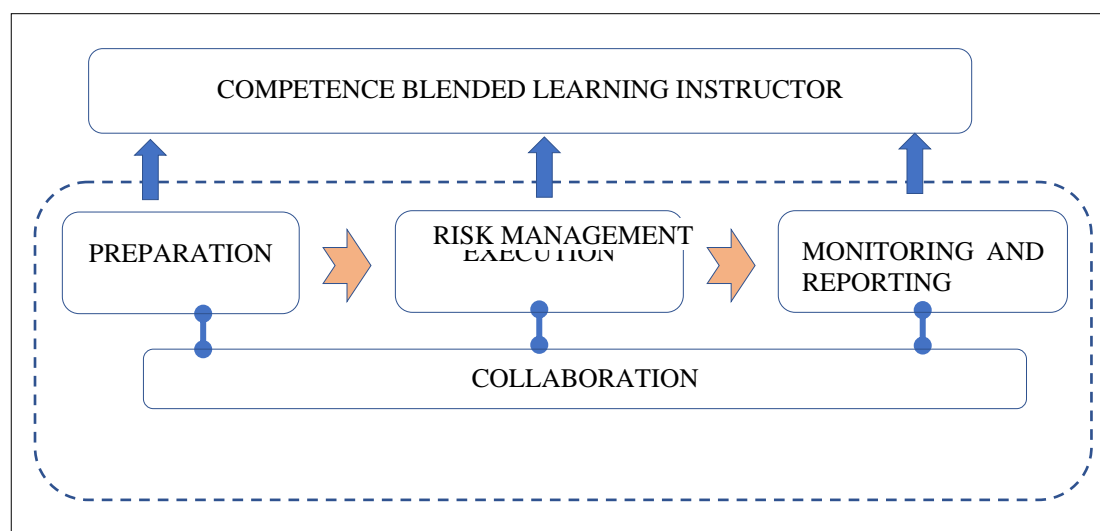 COMPETENCE BLENDED LEARNING INSTRUCTOR
PREPARATION
RISK MANAGEMENT
EXECUTION
MONITORING AND
REPORTING
COLLABORATION